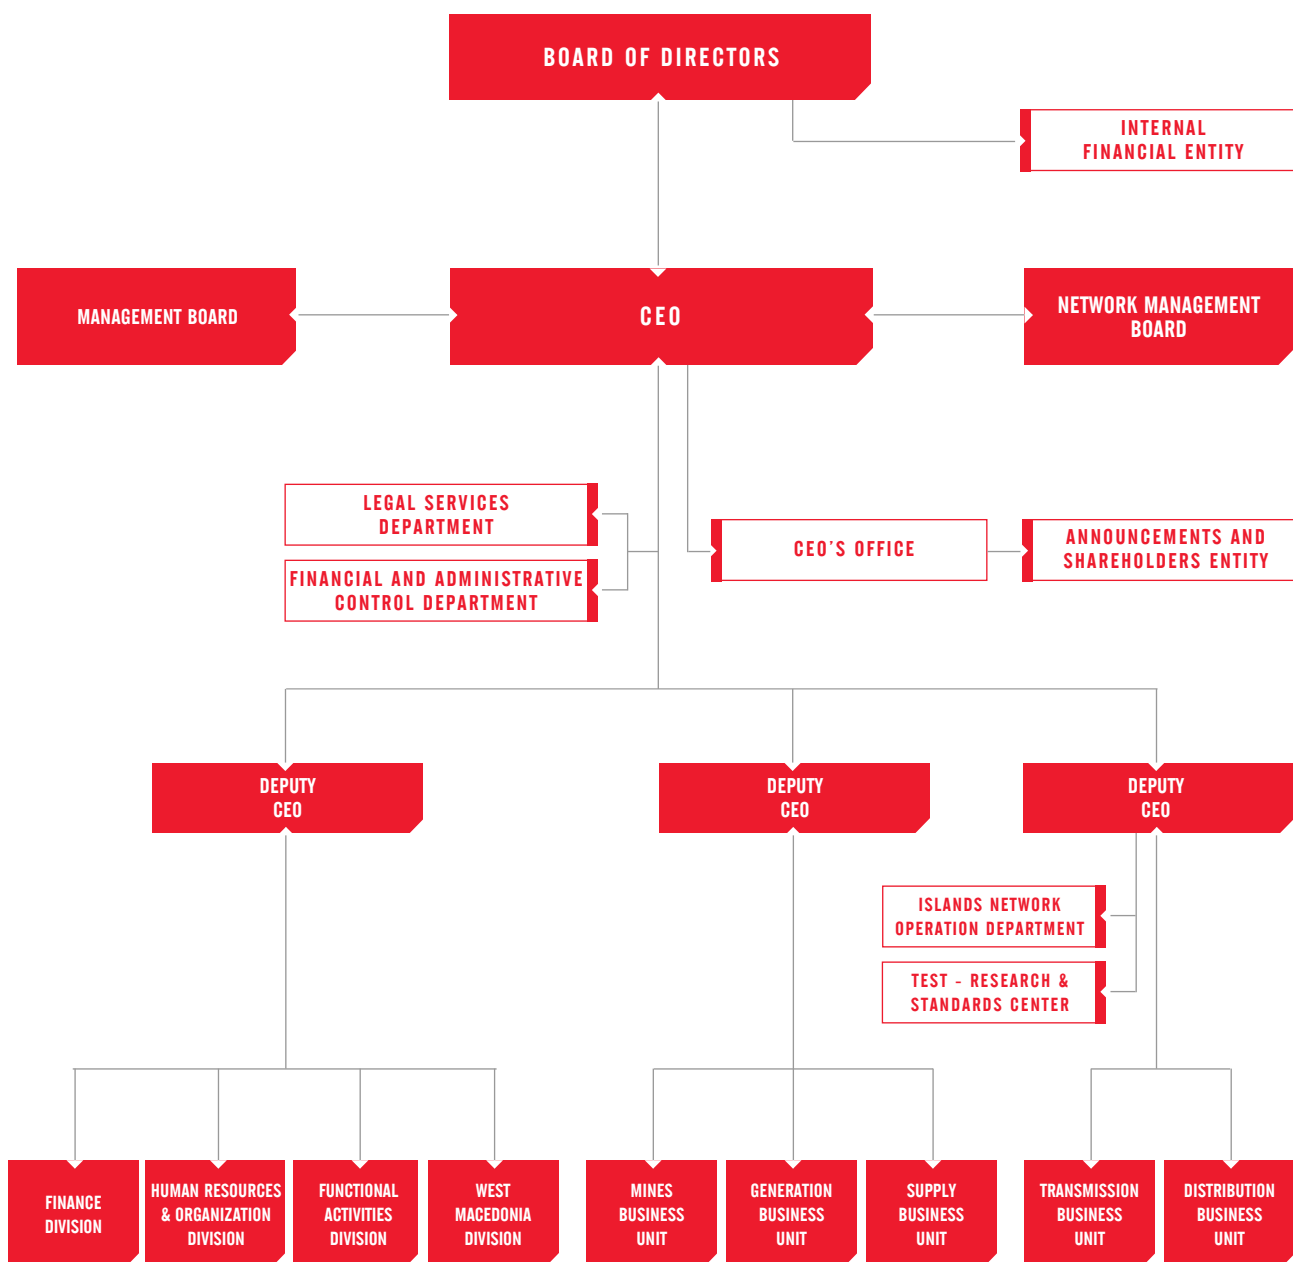 BOARD OF DIRECTORS
INTERNAL
FINANCIAL ENTITY
MANAGEMENT BOARD
CEO
NETWORK MANAGEMENT
BOARD
LEGAL SERVICES
DEPARTMENT
FINANCIAL AND ADMINISTRATIVE
CONTROL DEPARTMENT
CEO'S OFFICE
ANNOUNCEMENTS AND
SHAREHOLDERS ENTITY
DEPUTY
CEO
DEPUTY
CEO
DEPUTY
CEO
ISLANDS NETWORK
OPERATION DEPARTMENT
TEST - RESEARCH &
STANDARDS CENTER
FINANCE
DIVISION
HUMAN RESOURCES
& ORGANIZATION
DIVISION
FUNCTIONAL
ACTIVITIES
DIVISION
WEST
MACEDONIA
DIVISION
MINES
BUSINESS
UNIT
GENERATION
BUSINESS
UNIT
SUPPLY
BUSINESS
UNIT
TRANSMISSION
BUSINESS
UNIT
DISTRIBUTION
BUSINESS
UNIT